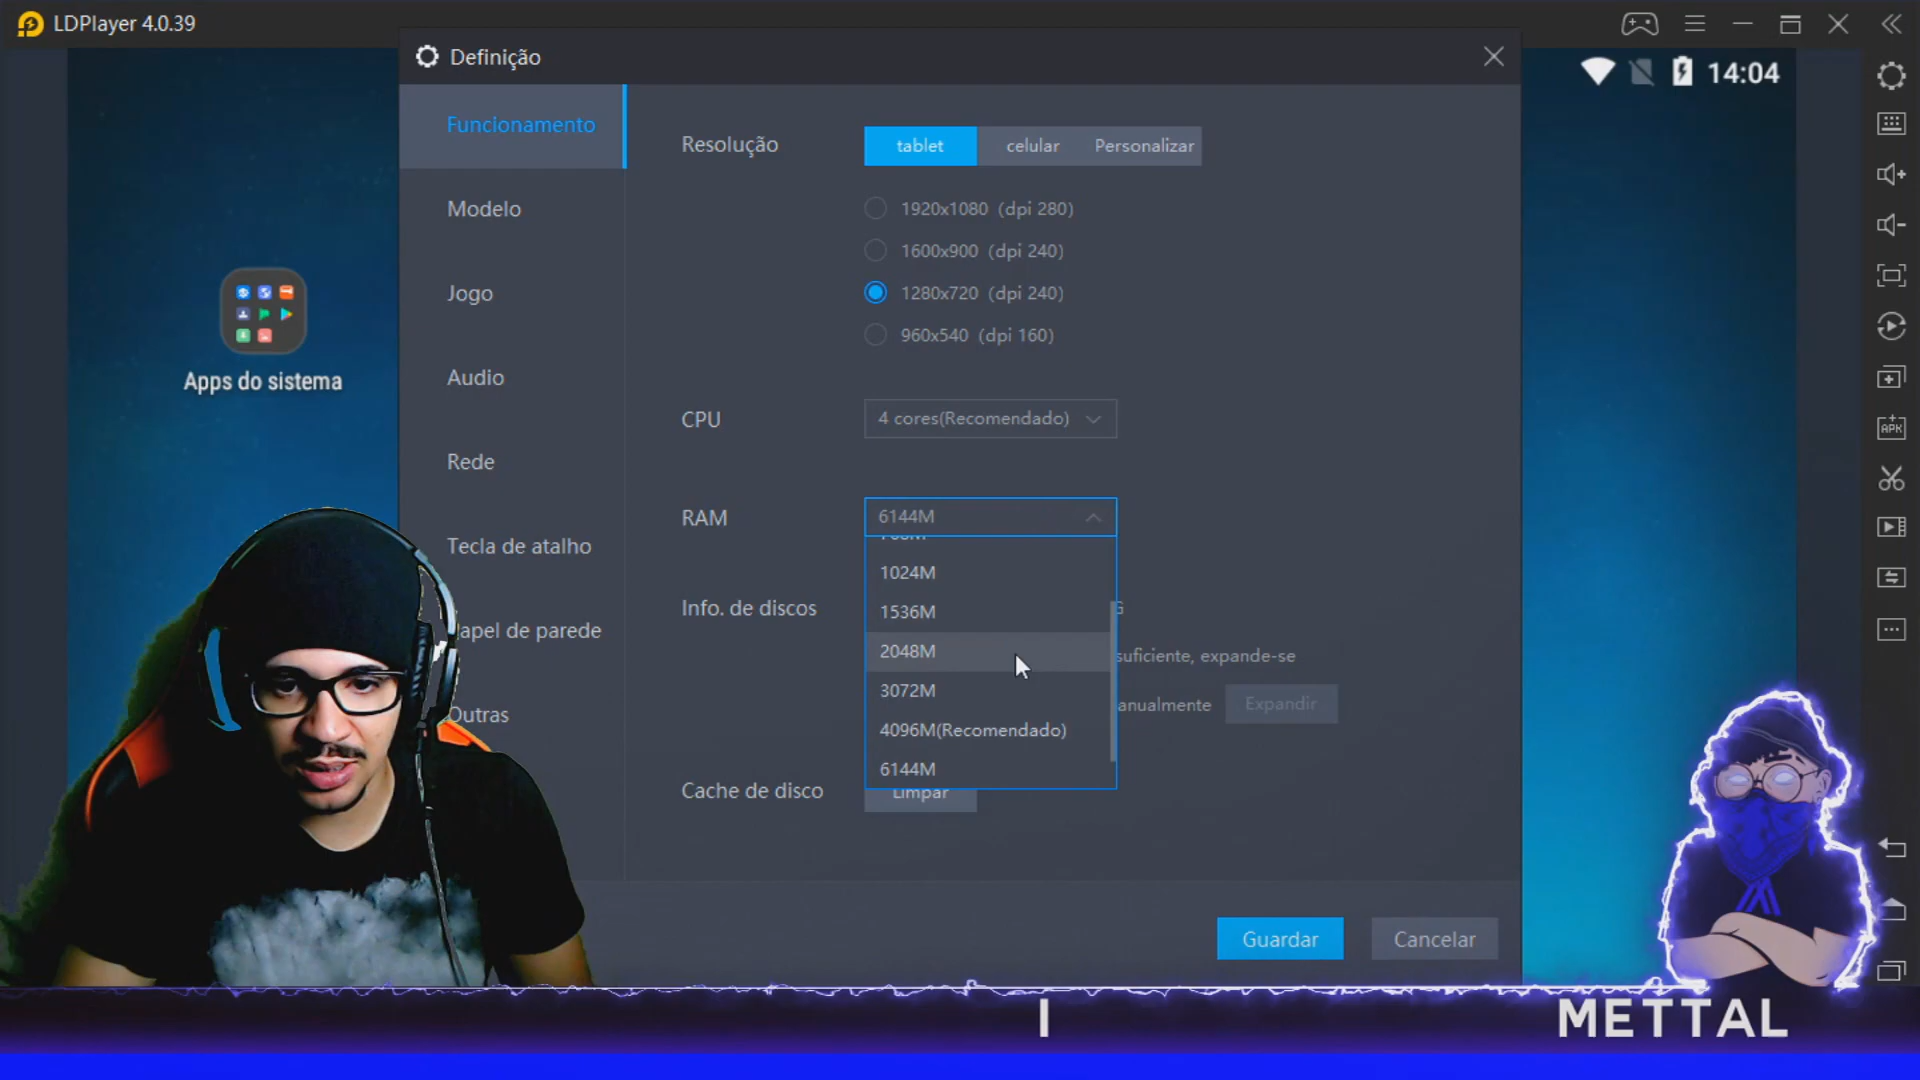 LDPlayer 4.0.39
Definição
14:04
Funcionamento
Modelo
Jogo
Audio
Rede
Tecla de atalho
apel de parede
Outras
Apps do sistema
Resolução
tablet
celular
Personalizar
1920x1080 (dpi 280)
1600x900 (dpi 240)
1280x720 (dpi 240)
960x540 (dpi 160)
CPU
4 cores(Recomendado)
RAM
6144M
1024M
1536M
2048M
3072M
4096M(Recomendado)
6144M
Info. de discos
suficiente, expande-se
anualmente
Expandir
Cache de disco
Limpar
Guardar
Cancelar
APK
METTAL